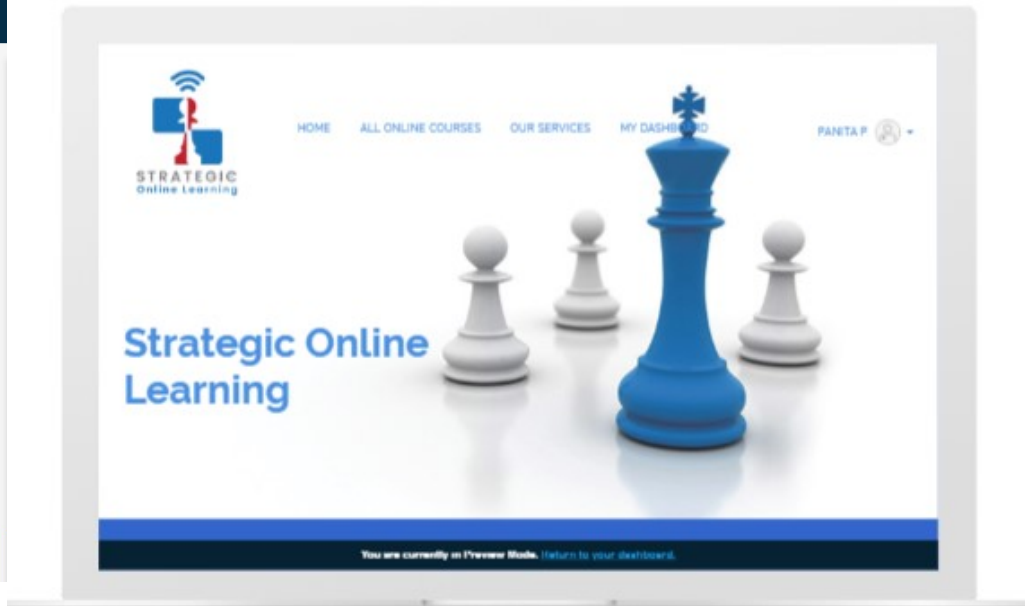 STRATEGIC
Online Learning
HOME
ALL ONLINE COURSES
OUR SERVICES
MY DASHBOARD
PANITA P
Strategic Online
Learning
You are currently in Preview Mode. Return to your dashboard.